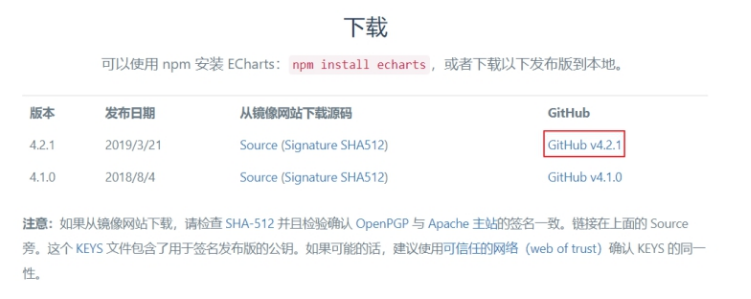 下载
可以使用 npm 安装 ECharts：npm install echarts，或者下载以下发布版到本地。
版本 发布日期 从镜像网站下载源码 GitHub
4.2.1 2019/3/21 Source (Signature SHA512) GitHub v4.2.1
4.1.0 2018/8/4 Source (Signature SHA512) GitHub v4.1.0
注意：如果从镜像网站下载，请检查 SHA-512 并且检验确认 OpenPGP 与 Apache 主站的签名一致。链接在上面的 Source
旁。这个 KEYS 文件包含了用于签名发布版的公钥。如果可能的话，建议使用可信任的网络（web of trust）确认 KEYS 的同一
性。